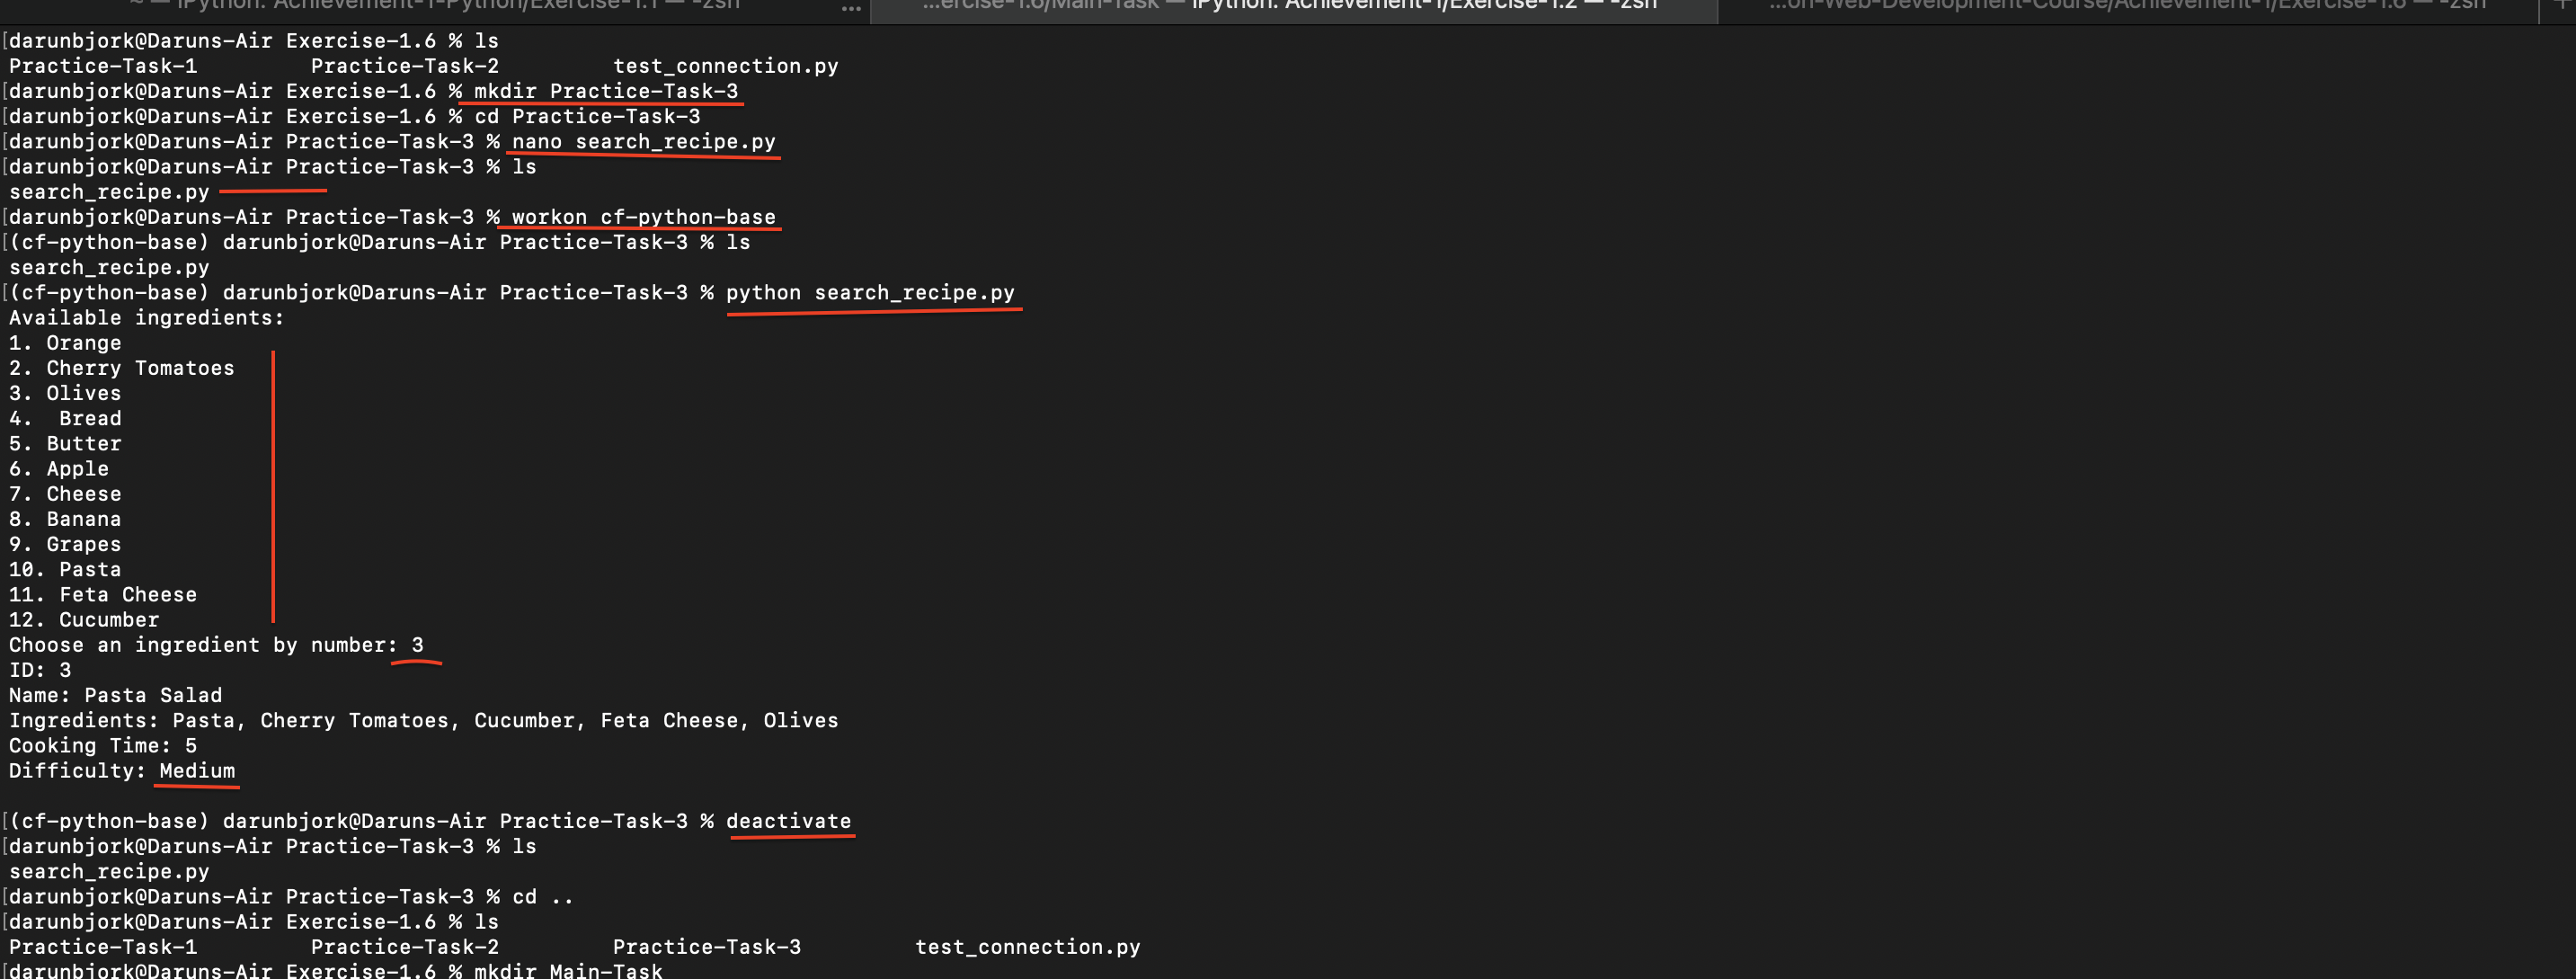 ~ — IPython: Achievement-1-Python/Exercise-1.1 — -zsh ... ...ercise-1.6/Main-Task — IPython: Achievement-1/Exercise-1.2 — -zsh ...on-Web-Development-Course/Achievement-1/Exercise-1.6 — -zsh +
[darunbjork@Daruns-Air Exercise-1.6 % ls
Practice-Task-1 Practice-Task-2 test_connection.py
[darunbjork@Daruns-Air Exercise-1.6 % mkdir Practice-Task-3
[darunbjork@Daruns-Air Exercise-1.6 % cd Practice-Task-3
[darunbjork@Daruns-Air Practice-Task-3 % nano search_recipe.py
[darunbjork@Daruns-Air Practice-Task-3 % ls
search_recipe.py
[darunbjork@Daruns-Air Practice-Task-3 % workon cf-python-base
[(cf-python-base) darunbjork@Daruns-Air Practice-Task-3 % ls
search_recipe.py
[(cf-python-base) darunbjork@Daruns-Air Practice-Task-3 % python search_recipe.py
Available ingredients:
1. Orange
2. Cherry Tomatoes
3. Olives
4.  Bread
5. Butter
6. Apple
7. Cheese
8. Banana
9. Grapes
10. Pasta
11. Feta Cheese
12. Cucumber
Choose an ingredient by number: 3
ID: 3
Name: Pasta Salad
Ingredients: Pasta, Cherry Tomatoes, Cucumber, Feta Cheese, Olives
Cooking Time: 5
Difficulty: Medium
[(cf-python-base) darunbjork@Daruns-Air Practice-Task-3 % deactivate
[darunbjork@Daruns-Air Practice-Task-3 % ls
search_recipe.py
[darunbjork@Daruns-Air Practice-Task-3 % cd ..
[darunbjork@Daruns-Air Exercise-1.6 % ls
Practice-Task-1 Practice-Task-2 Practice-Task-3 test_connection.py
[darunbjork@Daruns-Air Exercise-1.6 % mkdir Main-Task